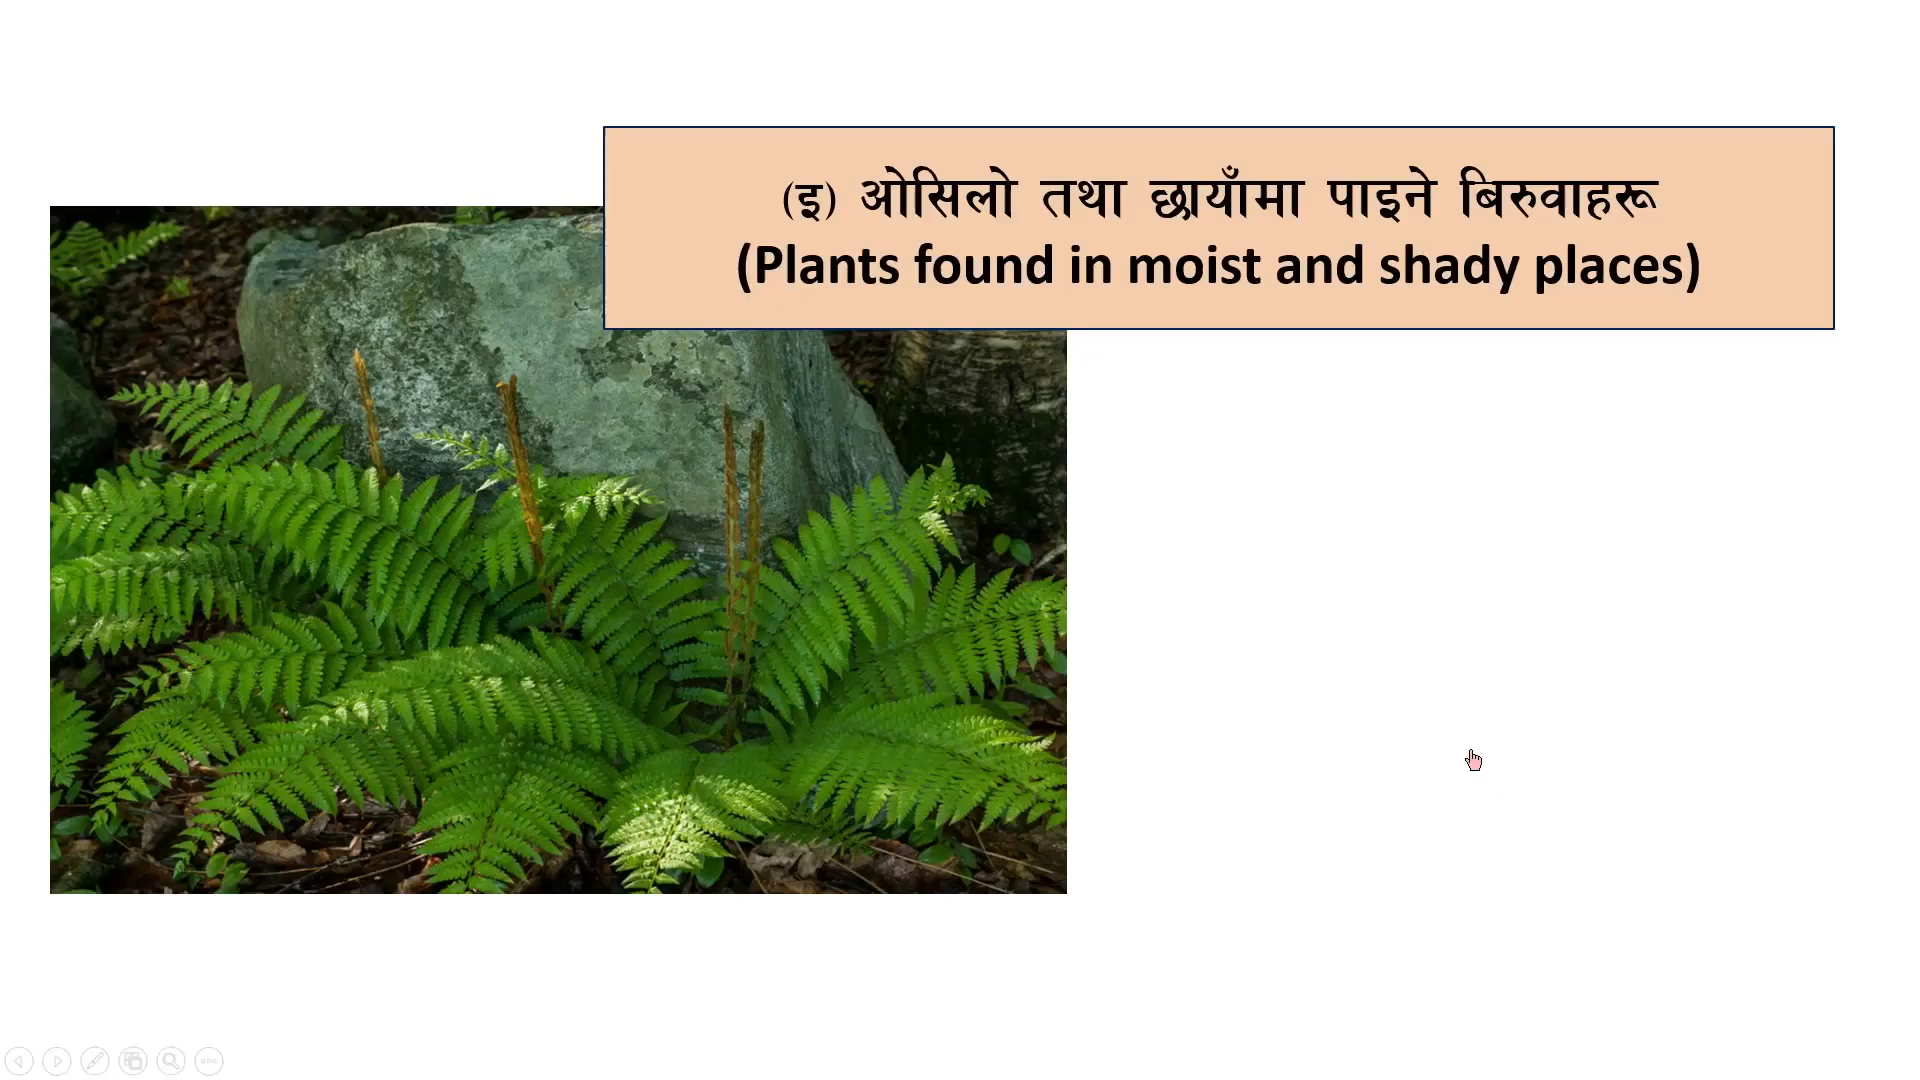 (इ) ओसिलो तथा छायाँमा पाइने बिरुवाहरू
(Plants found in moist and shady places)